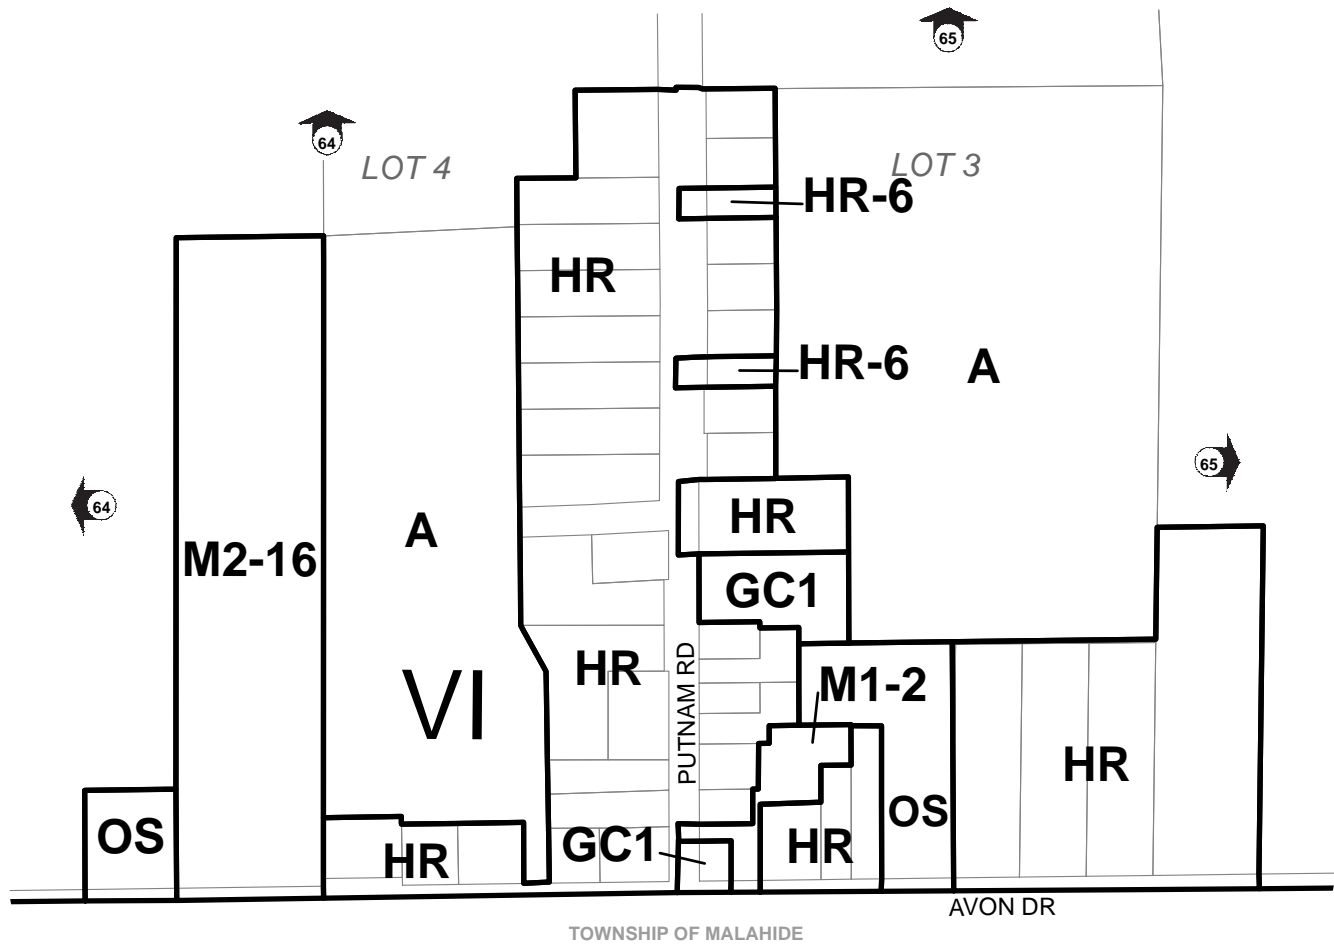 65
64
LOT 4
LOT 3
HR-6
HR
HR-6
A
65
64
HR
A
M2-16
GC1
HR
PUTNAM RD
M1-2
VI
HR
OS
OS
GC1
HR
HR
AVON DR
TOWNSHIP OF MALAHIDE